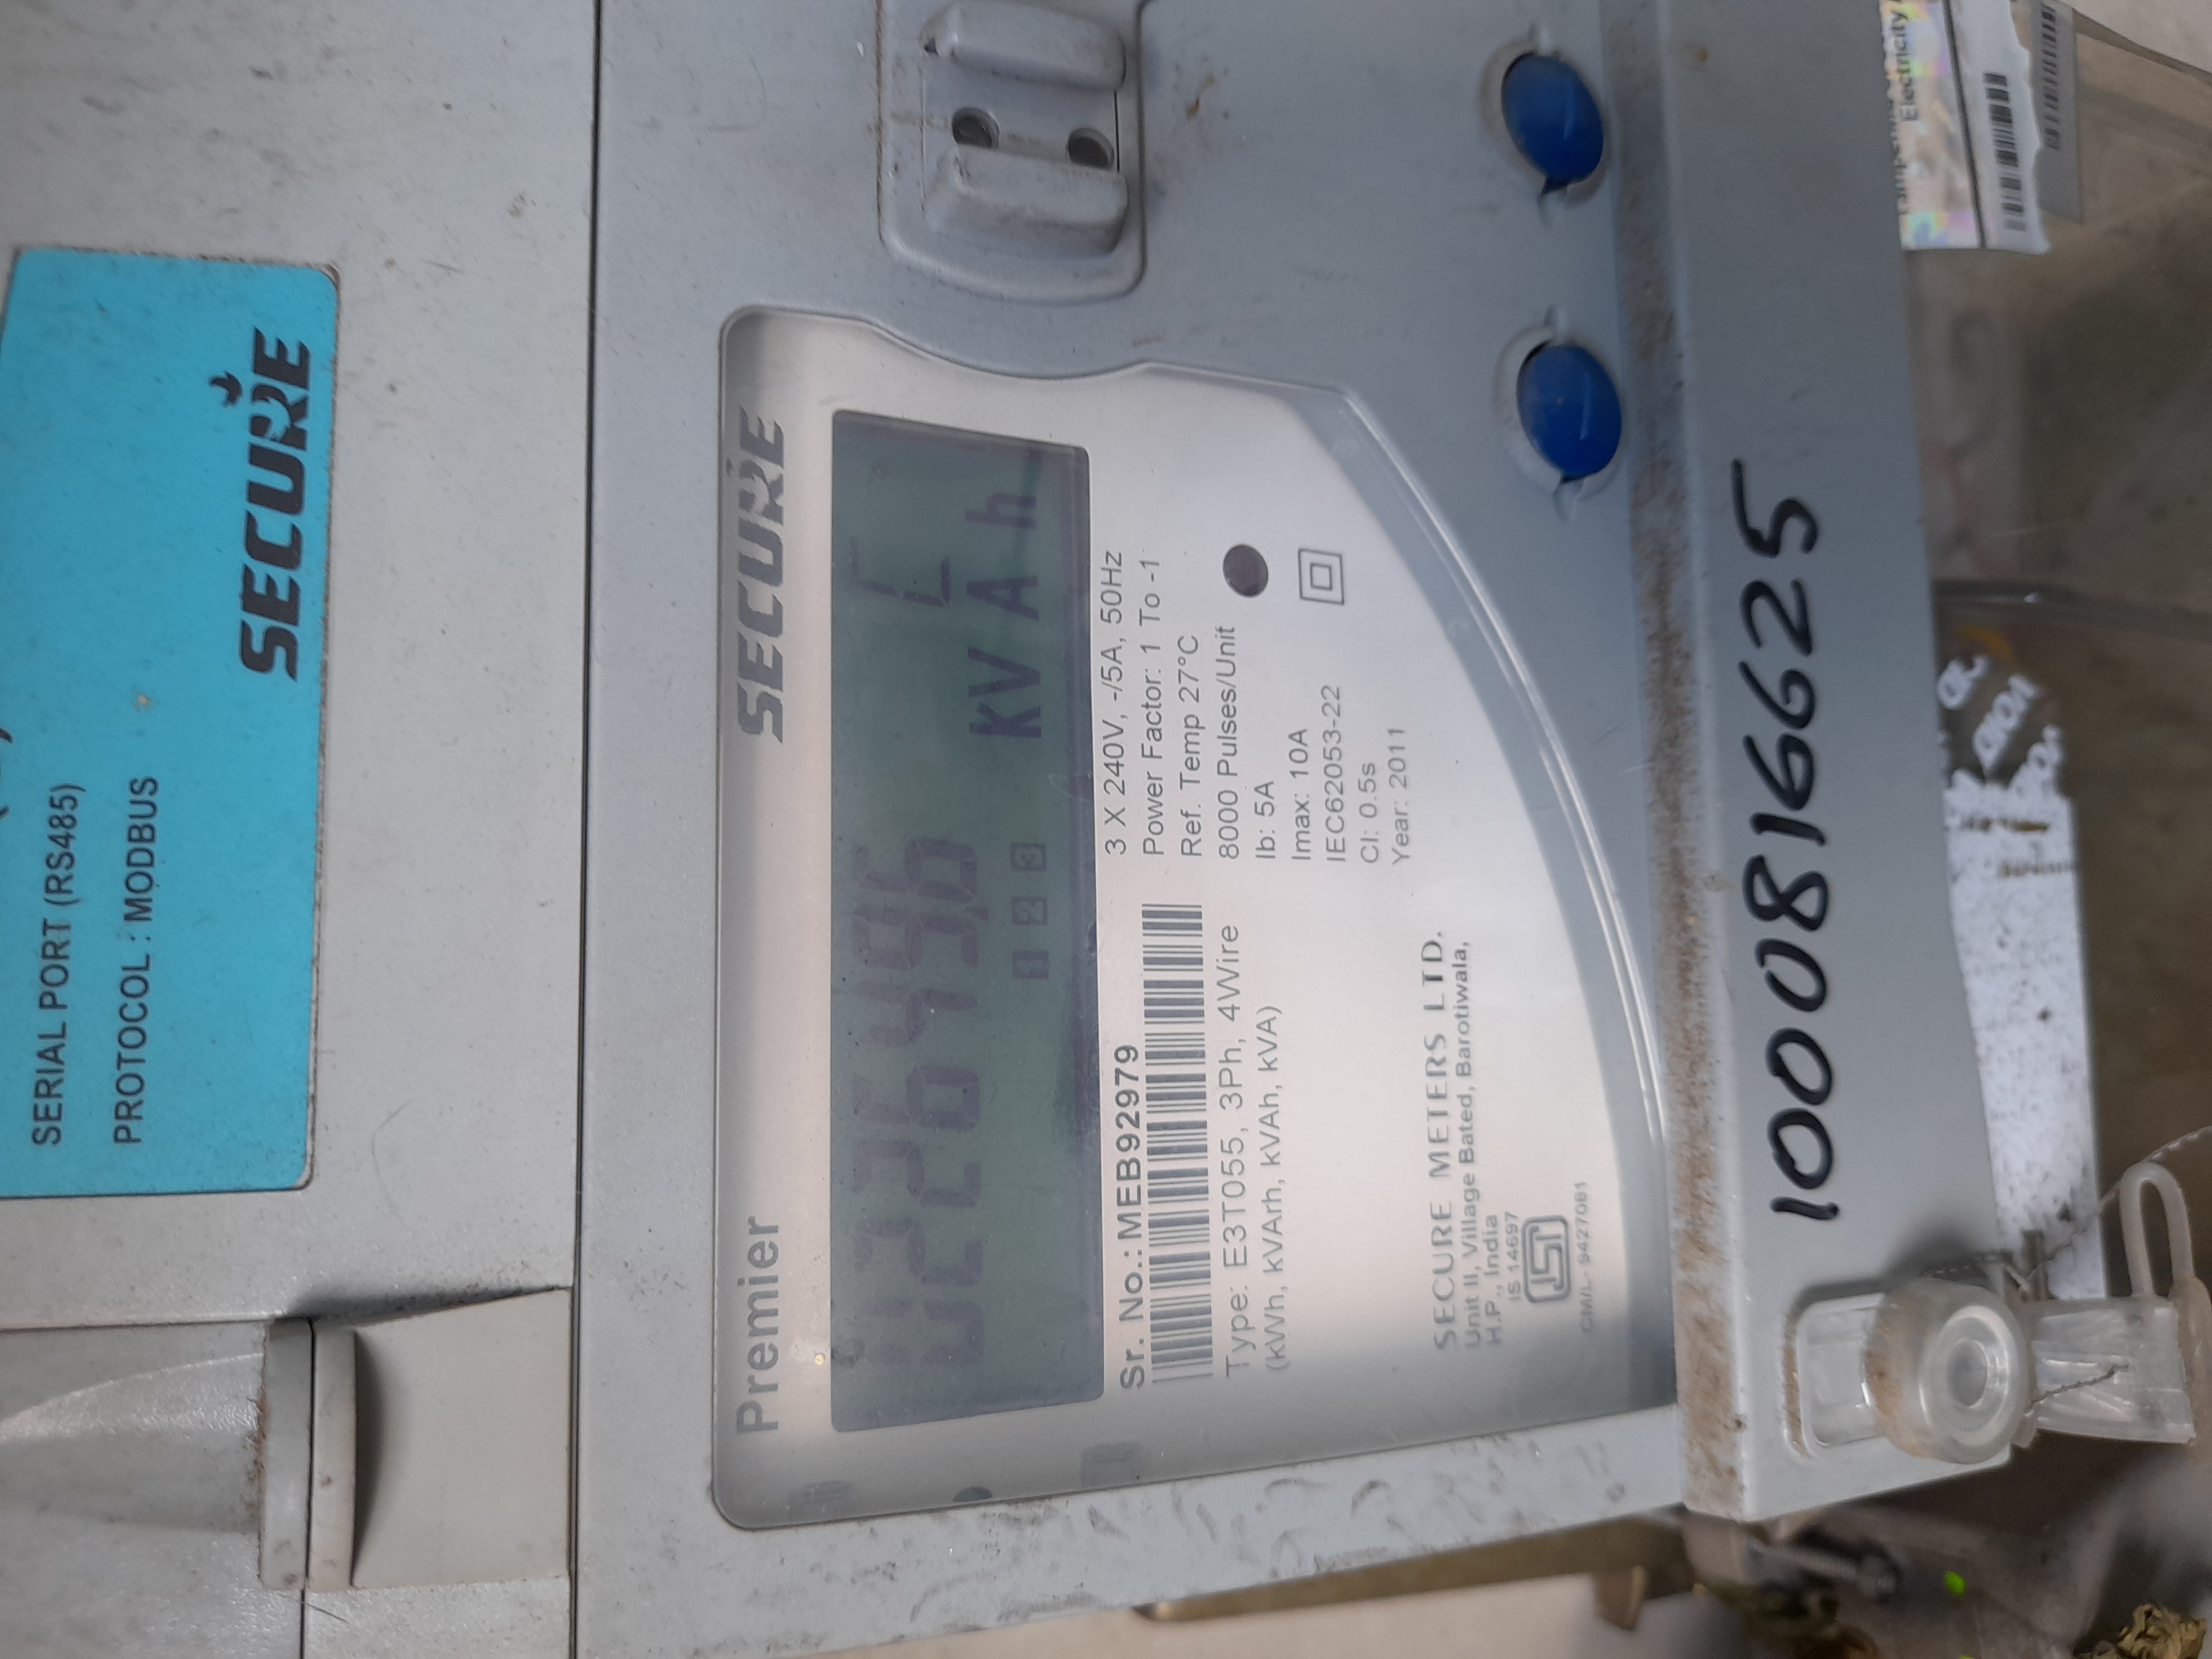 SERIAL PORT (RS485)
PROTOCOL : MODBUS
SECURE
Premier
SECURE
kVAh
1 2 3
Sr. No.: MEB92979
Type: E3T055, 3Ph, 4Wire
(kWh, kVArh, kVAh, kVA)
3 X 240V, -/5A, 50Hz
Power Factor: 1 To -1
Ref. Temp 27°C
8000 Pulses/Unit
Ib: 5A
Imax: 10A
IEC62053-22
Cl: 0.5s
Year: 2011
SECURE METERS LTD.
Unit II, Village Bated, Barotiwala,
H.P., India
IS 14697
CM/L- 9427081
1000816625
Electricity